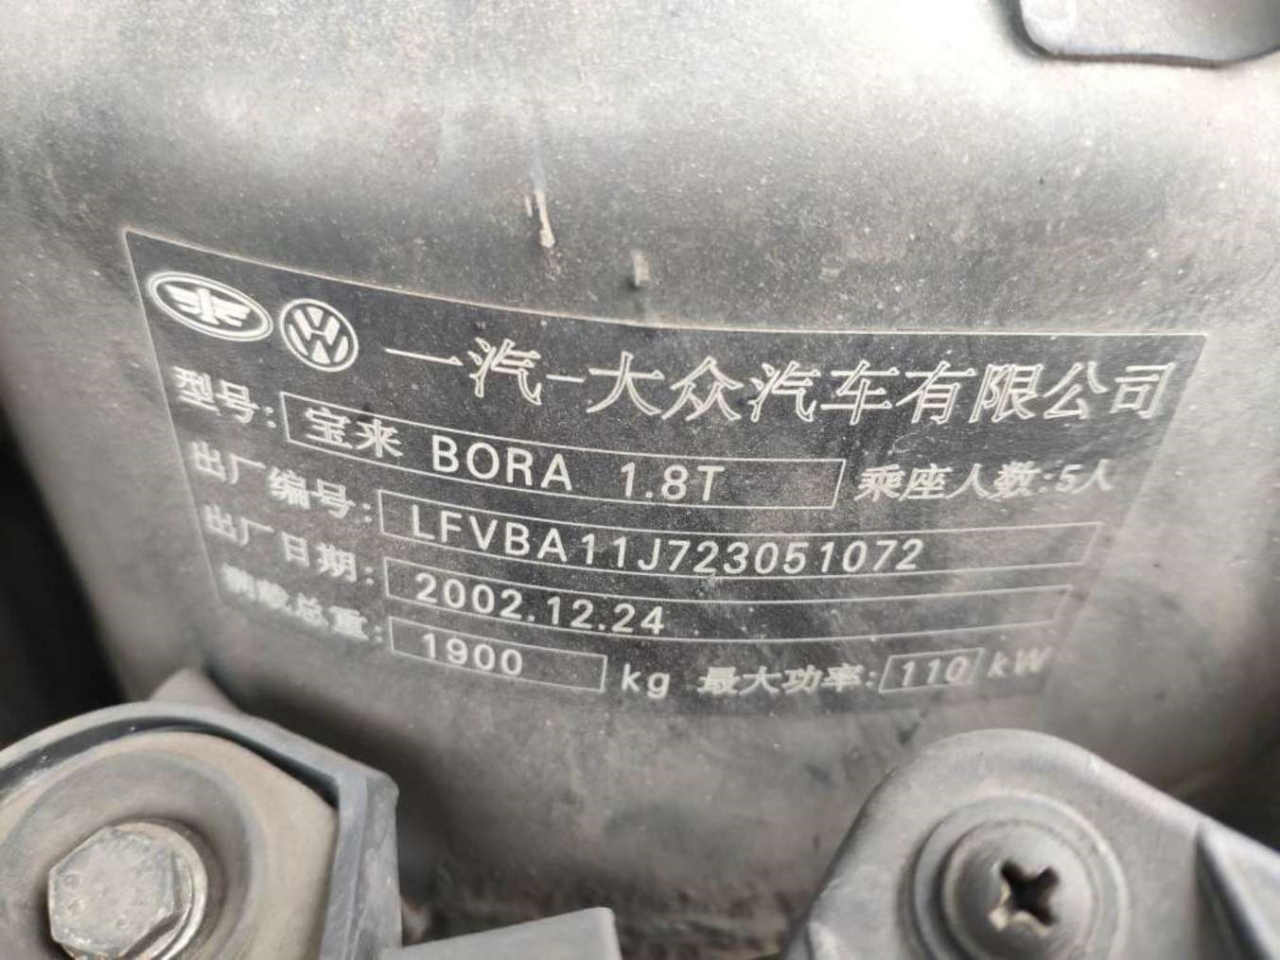 一汽-大众汽车有限公司
型号: 宝来 BORA 1.8T 乘座人数:5人
出厂编号: LFVBA11J723051072
出厂日期: 2002.12.24
满载总重: 1900 kg 最大功率: 110 kW